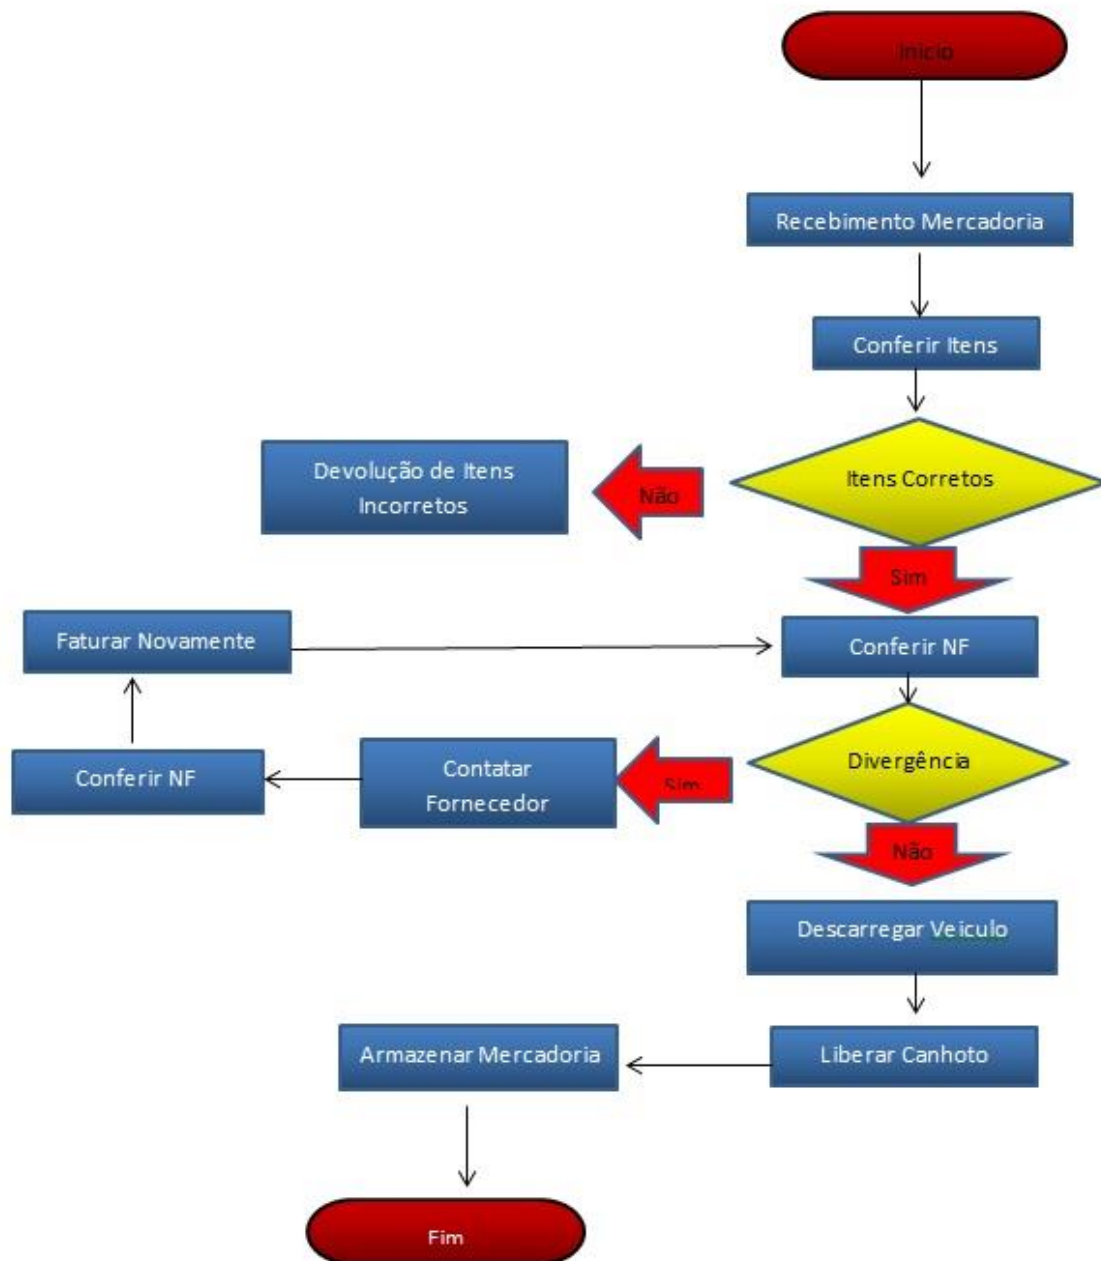 Inicio
Recebimento Mercadoria
Conferir Itens
Itens Corretos
Não
Devolução de Itens
Incorretos
Sim
Faturar Novamente
Conferir NF
Divergência
Sim
Contatar
Fornecedor
Conferir NF
Não
Descarregar Veiculo
Liberar Canhoto
Armazenar Mercadoria
Fim